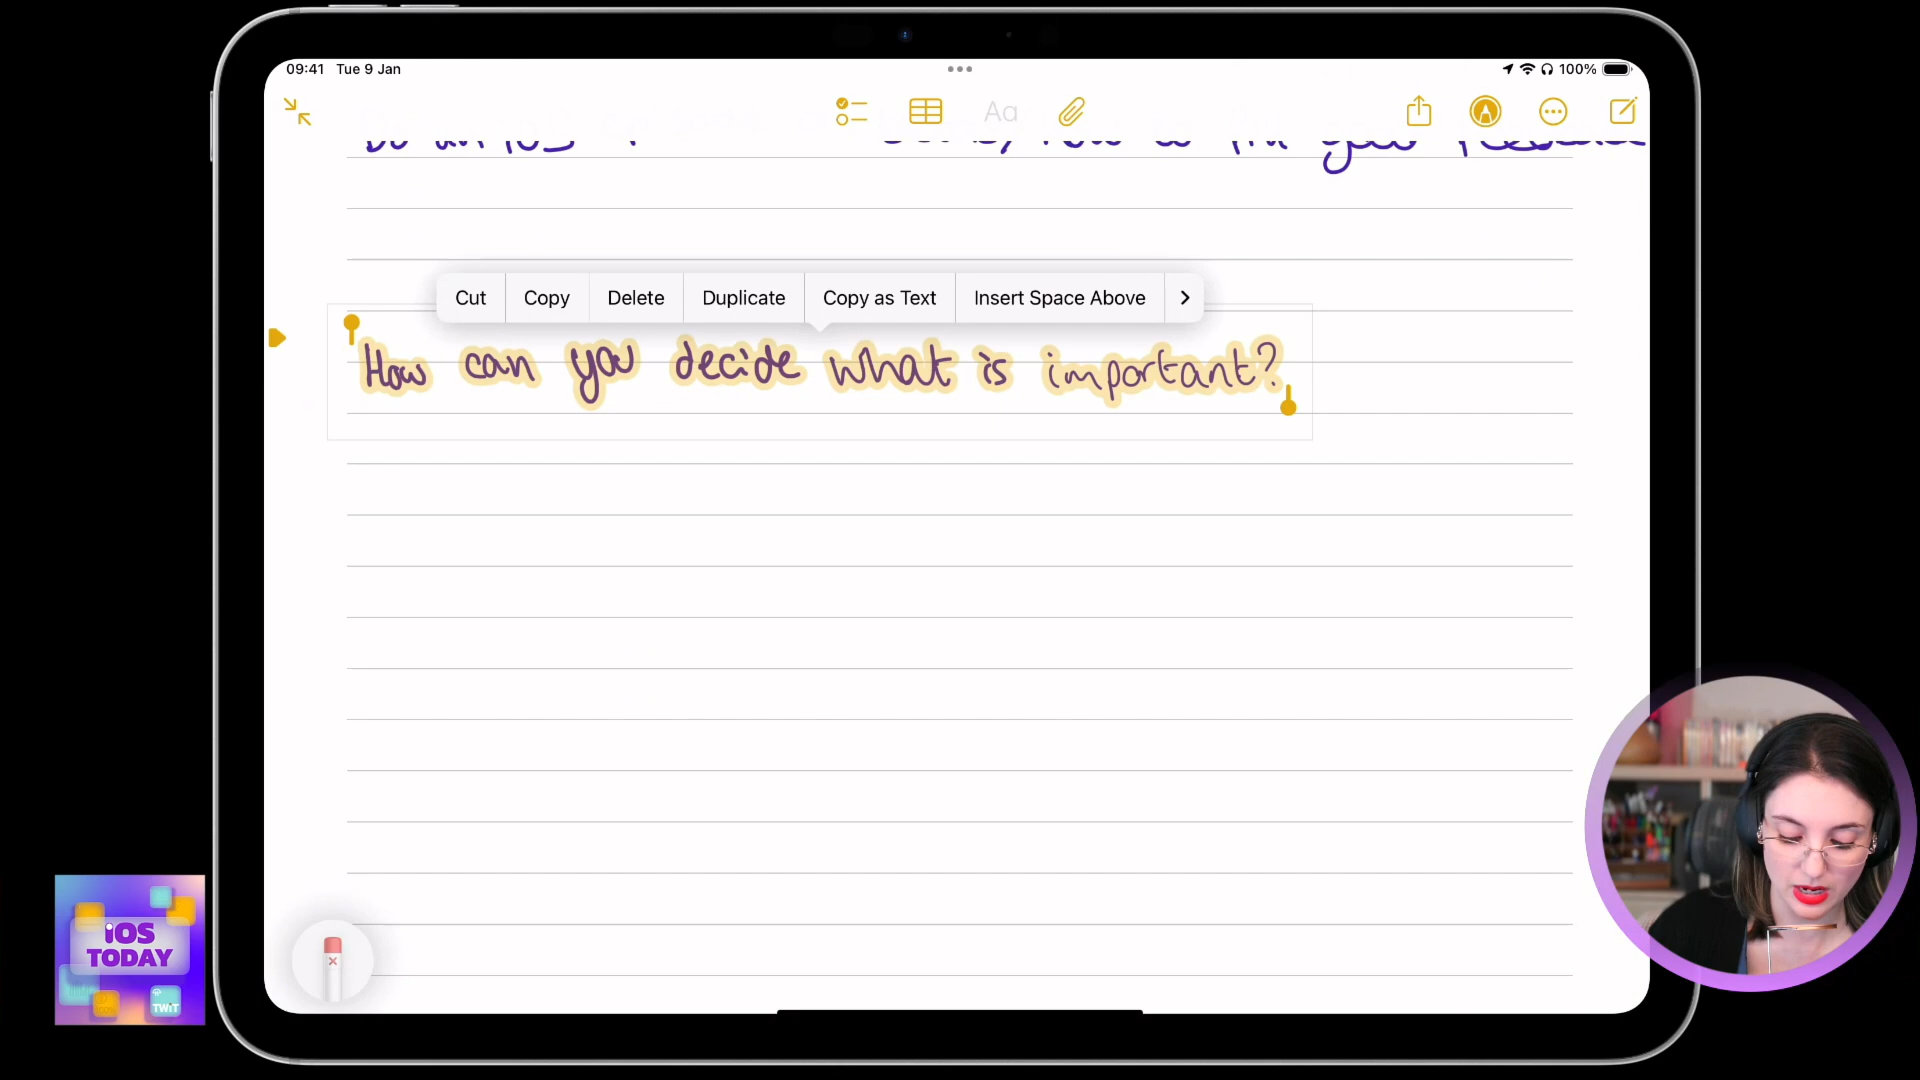 09:41 Tue 9 Jan
100%
Aa
Cut Copy Delete Duplicate Copy as Text Insert Space Above
How can you decide what is important?
iOS
TODAY
TWiT